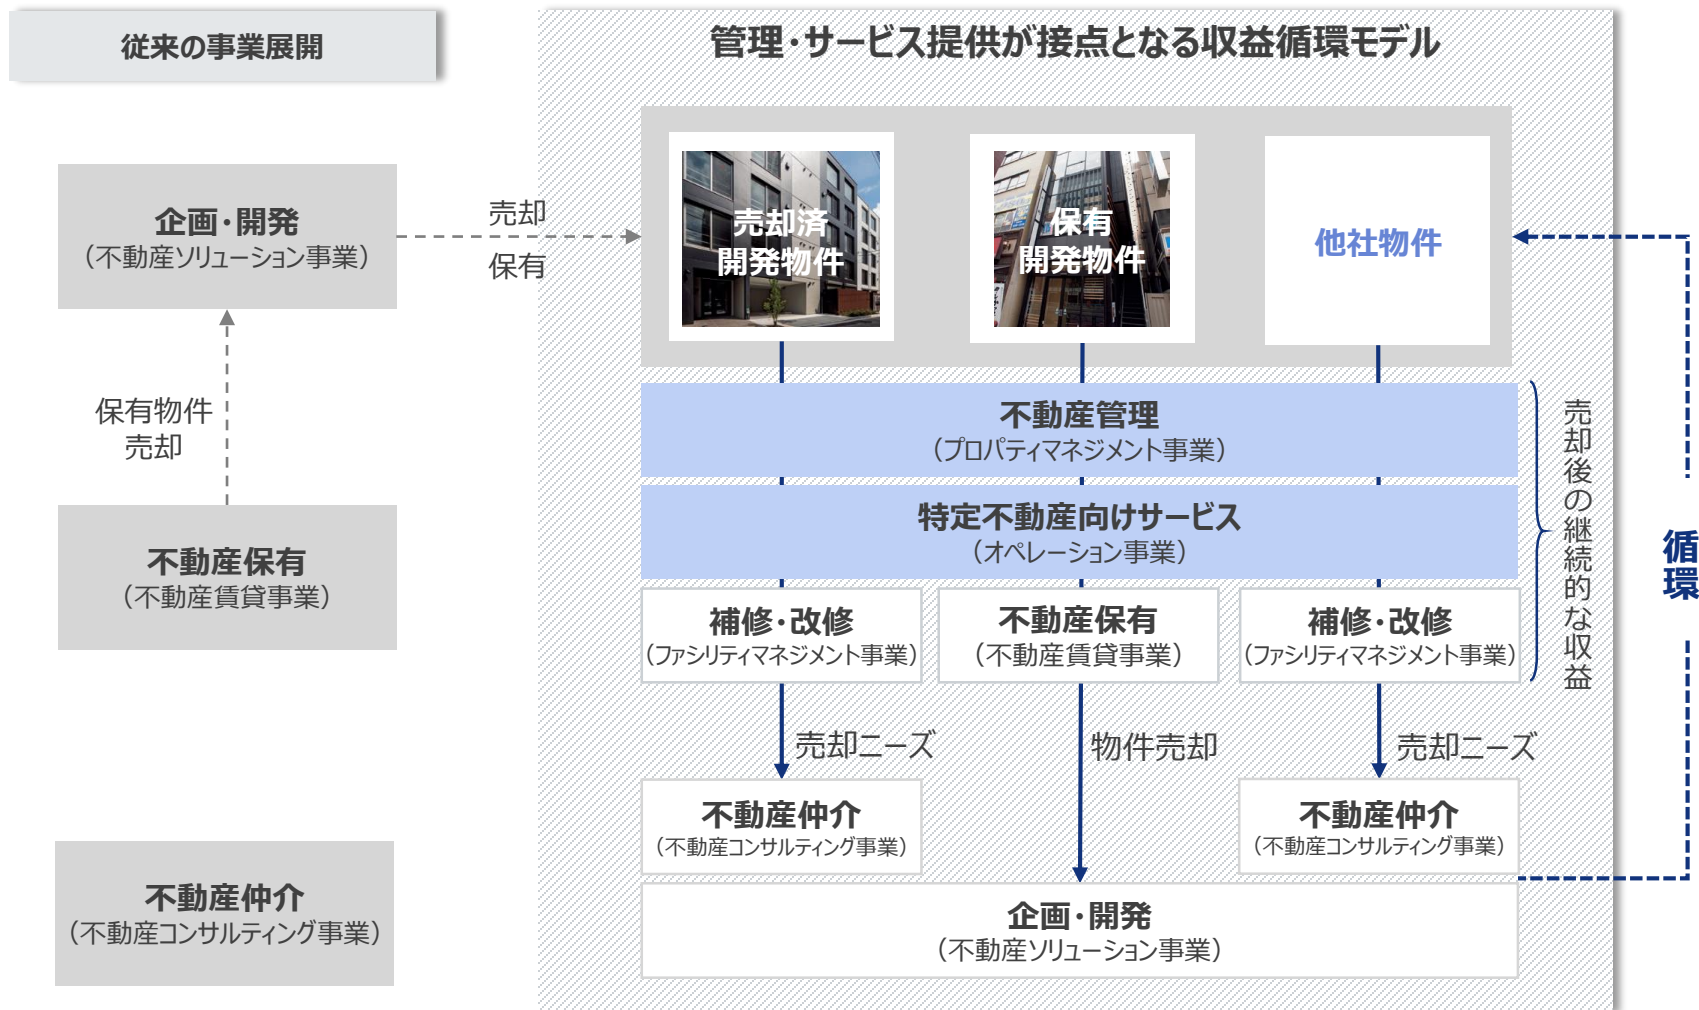 従来の事業展開
企画・開発
（不動産ソリューション事業）
保有物件
売却
不動産保有
（不動産賃貸事業）
不動産仲介
（不動産コンサルティング事業）
売却
保有
管理・サービス提供が接点となる収益循環モデル
売却済
開発物件
保有
開発物件
他社物件
不動産管理
（プロパティマネジメント事業）
特定不動産向けサービス
（オペレーション事業）
補修・改修
（ファシリティマネジメント事業）
不動産保有
（不動産賃貸事業）
補修・改修
（ファシリティマネジメント事業）
売却後の継続的な収益
売却ニーズ
物件売却
売却ニーズ
不動産仲介
（不動産コンサルティング事業）
不動産仲介
（不動産コンサルティング事業）
企画・開発
（不動産ソリューション事業）
循環